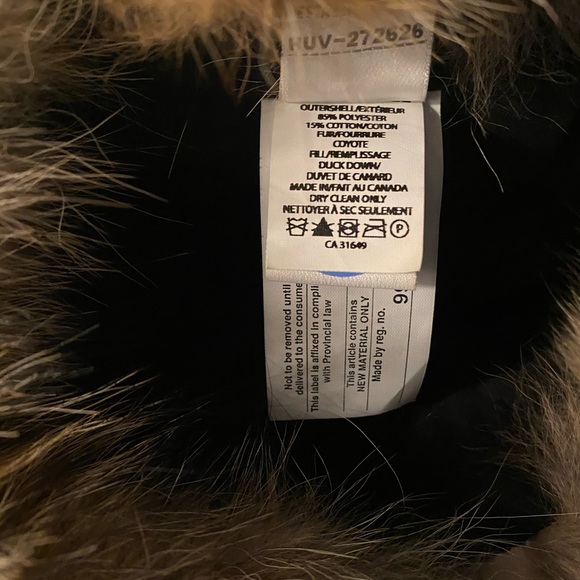 RUV-272626
OUTERSHELL/EXTÉRIEUR
85% POLYESTER
15% COTTON/COTON
FUR/FOURRURE
COYOTE
FILL/REMPLISSAGE
DUCK DOWN/
DUVET DE CANARD
MADE IN/FAIT AU CANADA
DRY CLEAN ONLY
NETTOYER À SEC SEULEMENT
P
CA 31649
Not to be removed until
delivered to the consume
This label is affixed in compli
with Provincial law
This article contains
NEW MATERIAL ONLY
Made by reg. no.